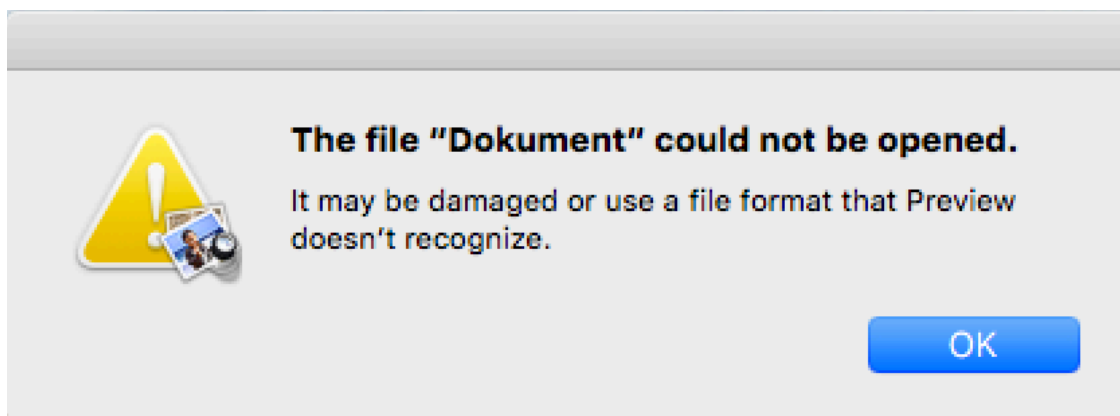 The file “Dokument” could not be opened.
It may be damaged or use a file format that Preview
doesn’t recognize.
OK